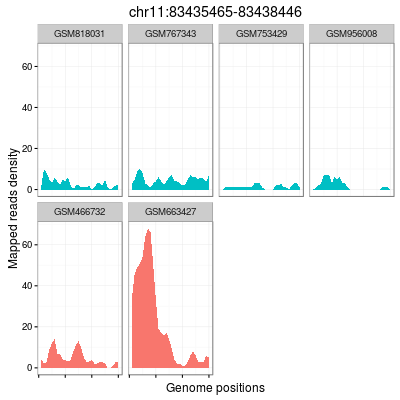 chr11:83435465-83438446
GSM818031 GSM767343 GSM753429 GSM956008
60
40
20
0
GSM466732 GSM663427
60
40
20
0
Mapped reads density
Genome positions